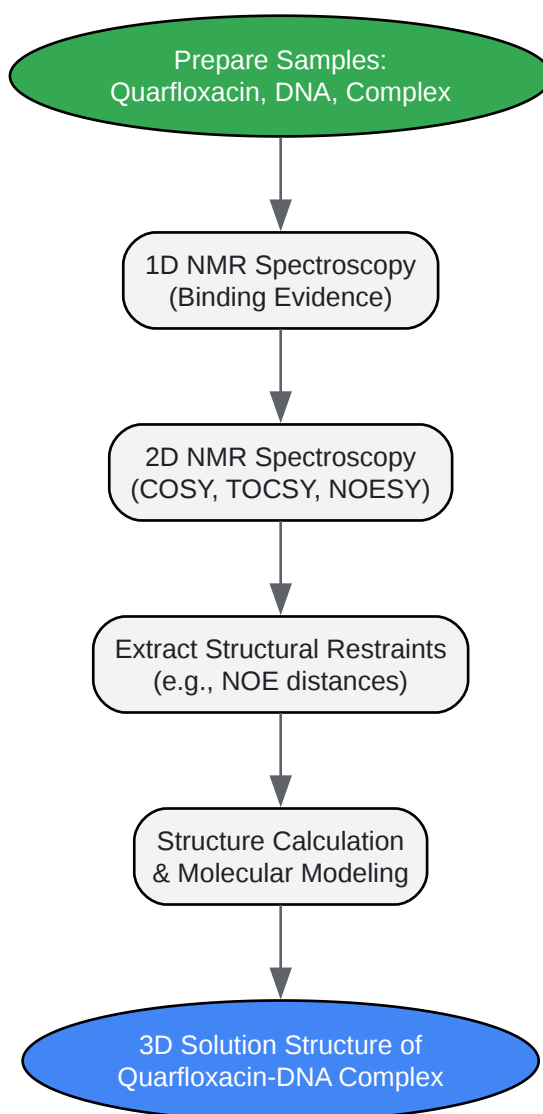 Prepare Samples:
Quarfloxacin, DNA, Complex
1D NMR Spectroscopy
(Binding Evidence)
2D NMR Spectroscopy
(COSY, TOCSY, NOESY)
Extract Structural Restraints
(e.g., NOE distances)
Structure Calculation
& Molecular Modeling
3D Solution Structure of
Quarfloxacin-DNA Complex